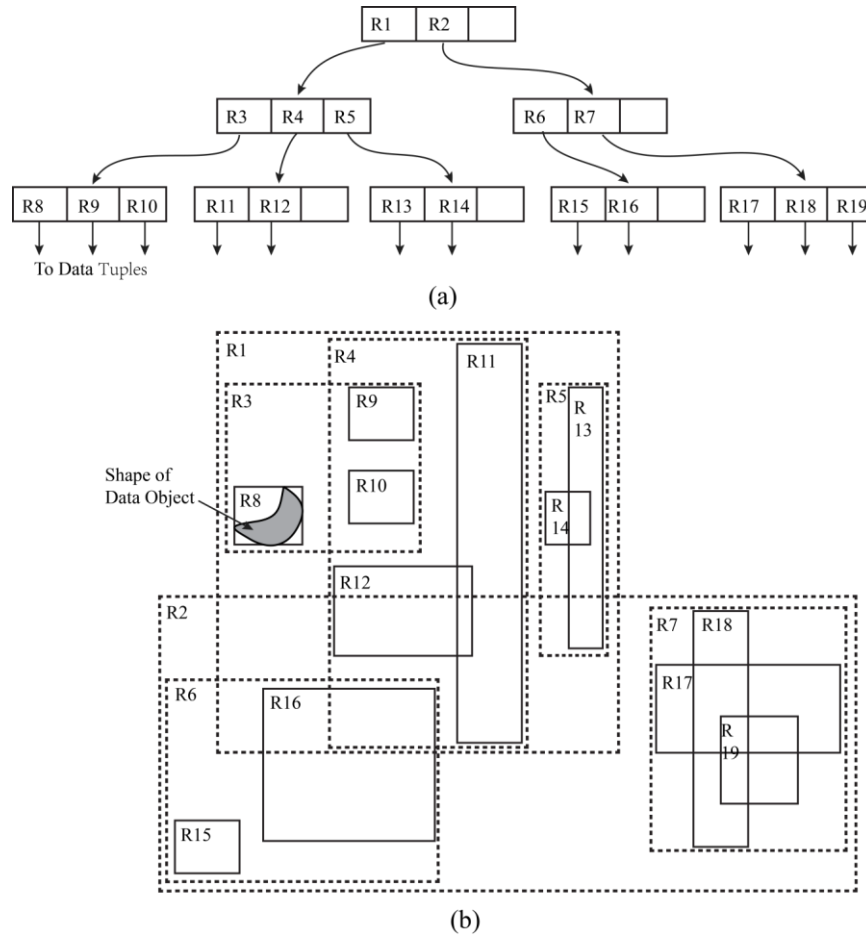 R1 R2
R3 R4 R5 R6 R7
R8 R9 R10 R11 R12 R13 R14 R15 R16 R17 R18 R19
To Data Tuples
(a)
R1 R4 R11
R3 R9 R5 R
13
Shape of
Data Object
R8 R10 R
14
R12
R2 R7 R18
R6 R16 R17
R
19
R15
(b)